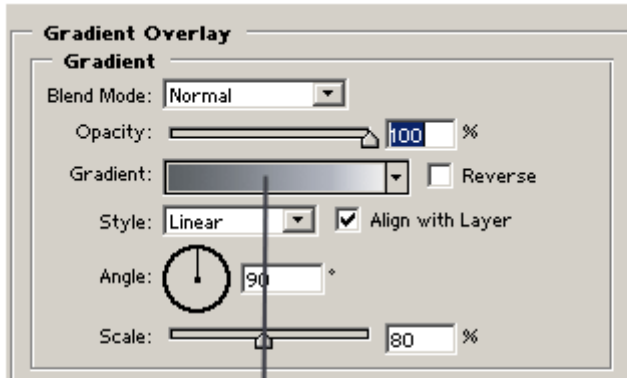 Gradient Overlay
Gradient
Blend Mode: Normal
Opacity: 100 %
Gradient: Reverse
Style: Linear Align with Layer
Angle: 90 °
Scale: 80 %